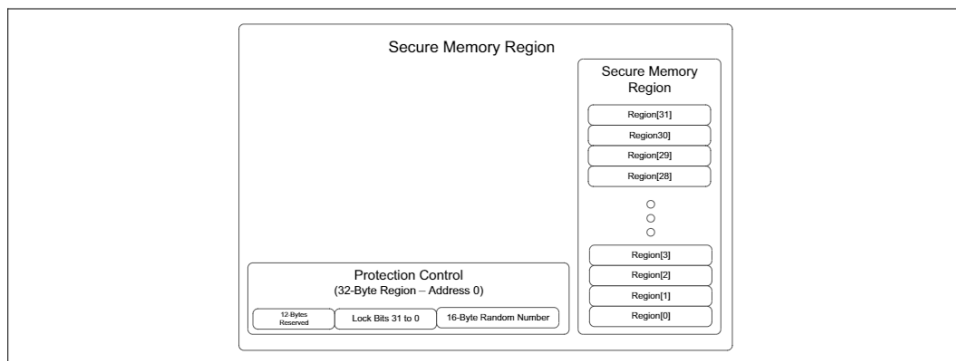 Secure Memory Region
Secure Memory
Region
Region[31]
Region30]
Region[29]
Region[28]
Region[3]
Region[2]
Region[1]
Region[0]
Protection Control
(32-Byte Region – Address 0)
12-Bytes
Reserved
Lock Bits 31 to 0
16-Byte Random Number